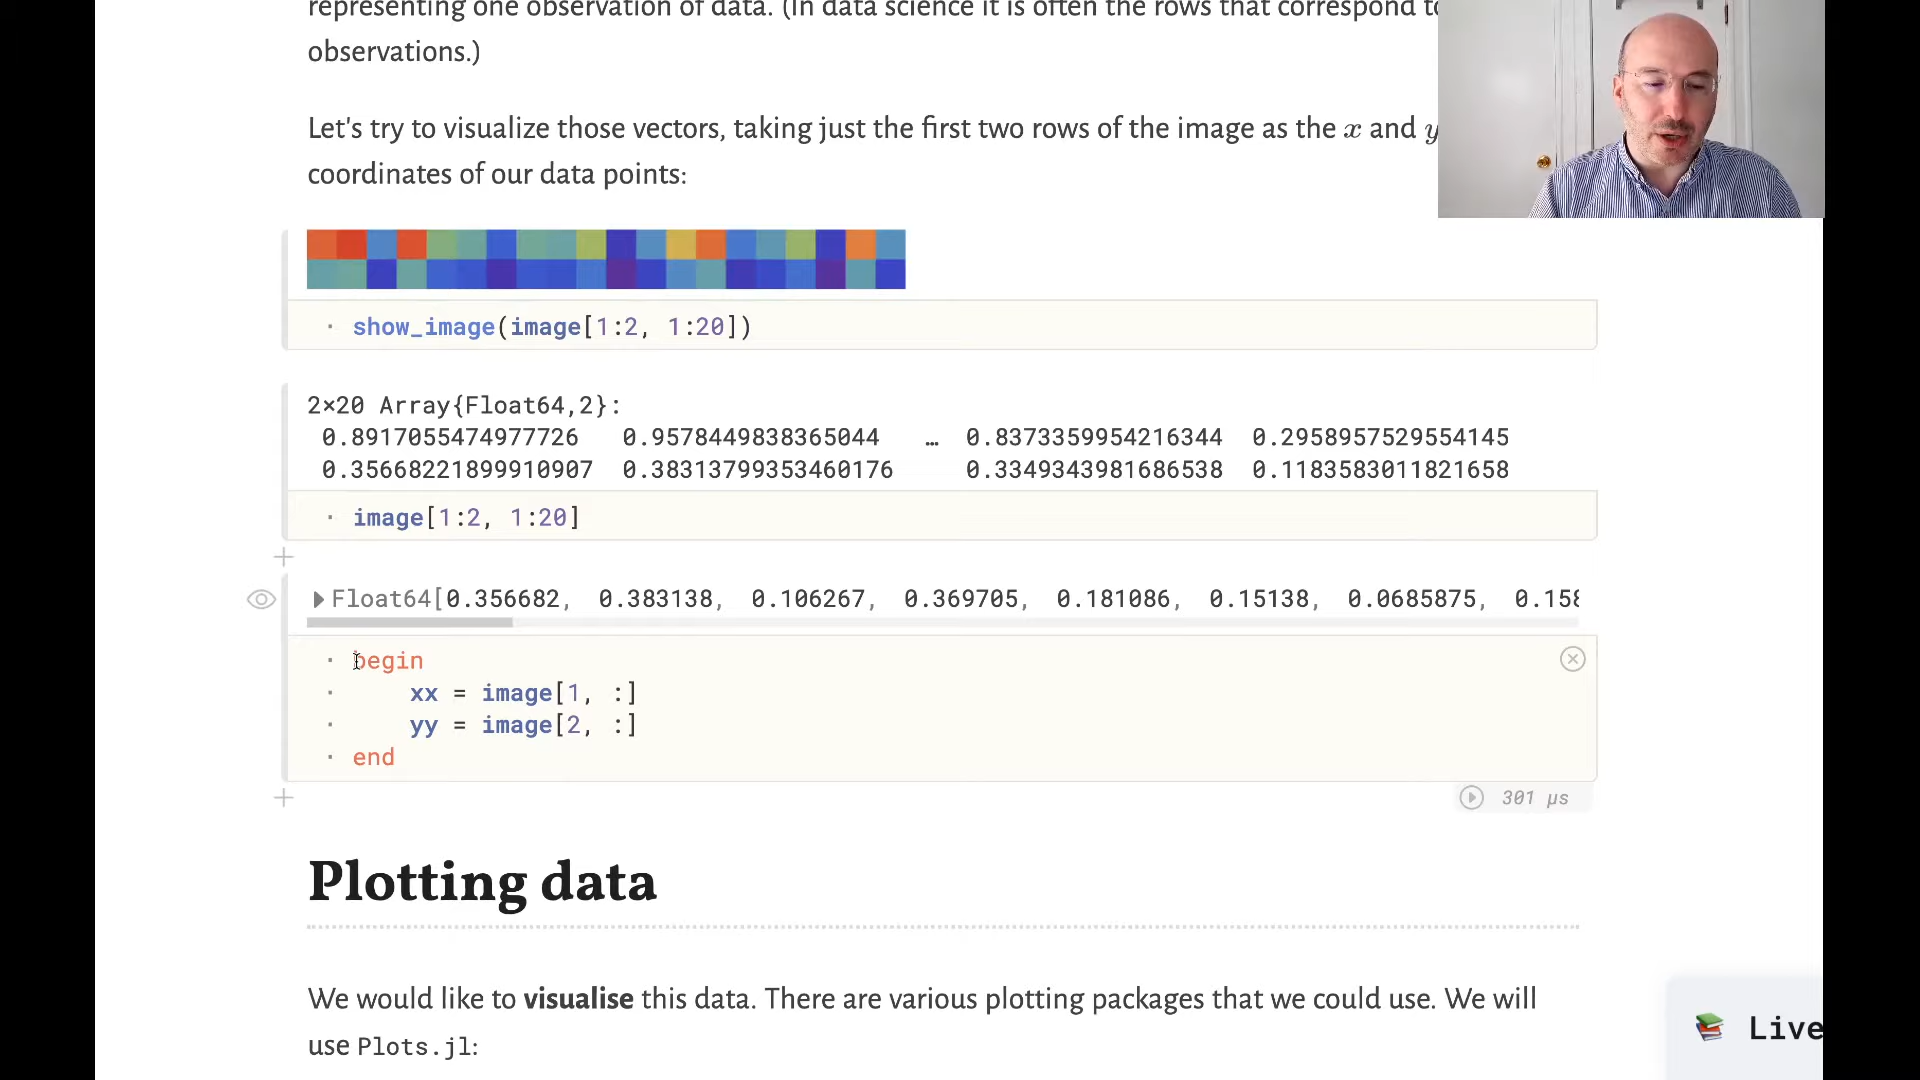 representing one observation of data. (In data science it is often the rows that correspond to
observations.)
Let's try to visualize those vectors, taking just the first two rows of the image as the x and y
coordinates of our data points:
· show_image(image[1:2, 1:20])
2×20 Array{Float64,2}:
0.8917055474977726 0.9578449838365044 … 0.8373359954216344 0.2958957529554145
0.35668221899910907 0.38313799353460176 0.3349343981686538 0.1183583011821658
· image[1:2, 1:20]
Float64[0.356682, 0.383138, 0.106267, 0.369705, 0.181086, 0.15138, 0.0685875, 0.158
· begin
· xx = image[1, :]
· yy = image[2, :]
· end
301 μs
Plotting data
We would like to visualise this data. There are various plotting packages that we could use. We will
use Plots.jl:
Live